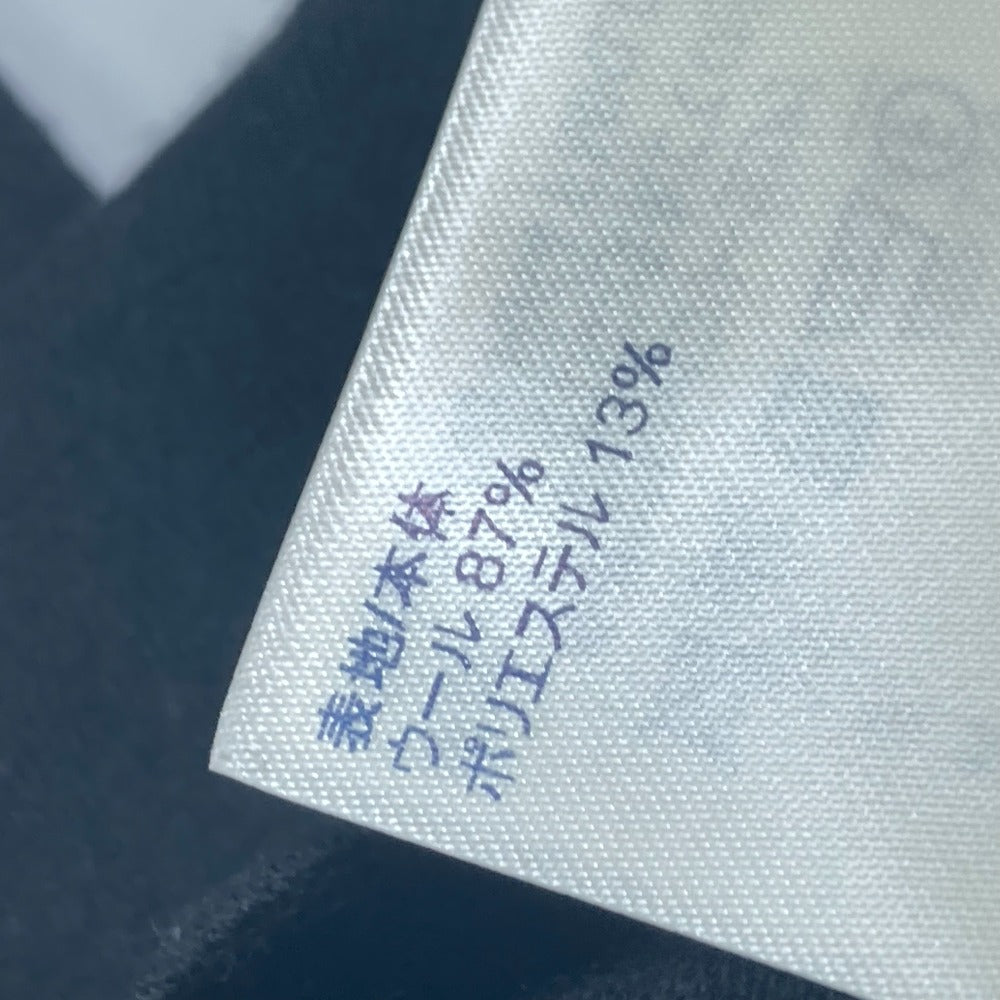 表地/本体
ウール 87%
ポリエステル 13%